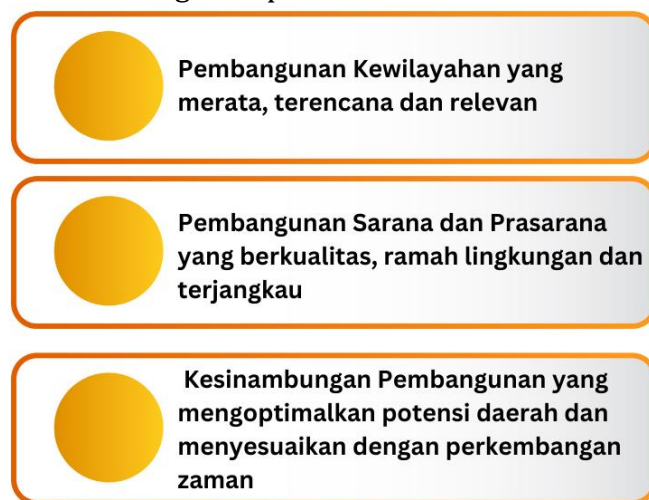 Pembangunan Kewilayahan yang
merata, terencana dan relevan
Pembangunan Sarana dan Prasarana
yang berkualitas, ramah lingkungan dan
terjangkau
Kesinambungan Pembangunan yang
mengoptimalkan potensi daerah dan
menyesuaikan dengan perkembangan
zaman